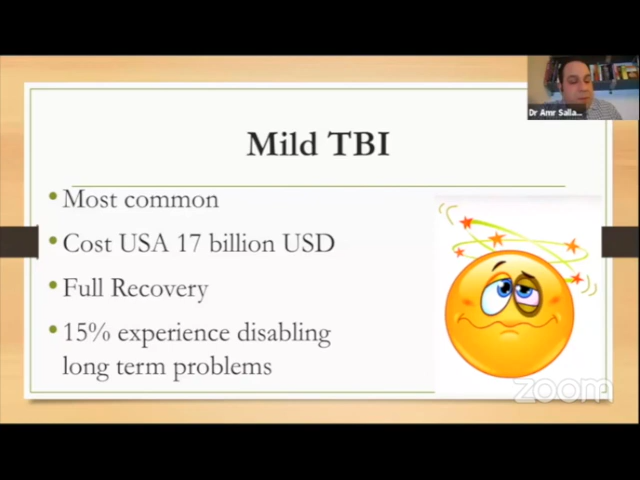 Mild TBI
• Most common
• Cost USA 17 billion USD
• Full Recovery
• 15% experience disabling
long term problems
Dr Amr Salla...
zoom